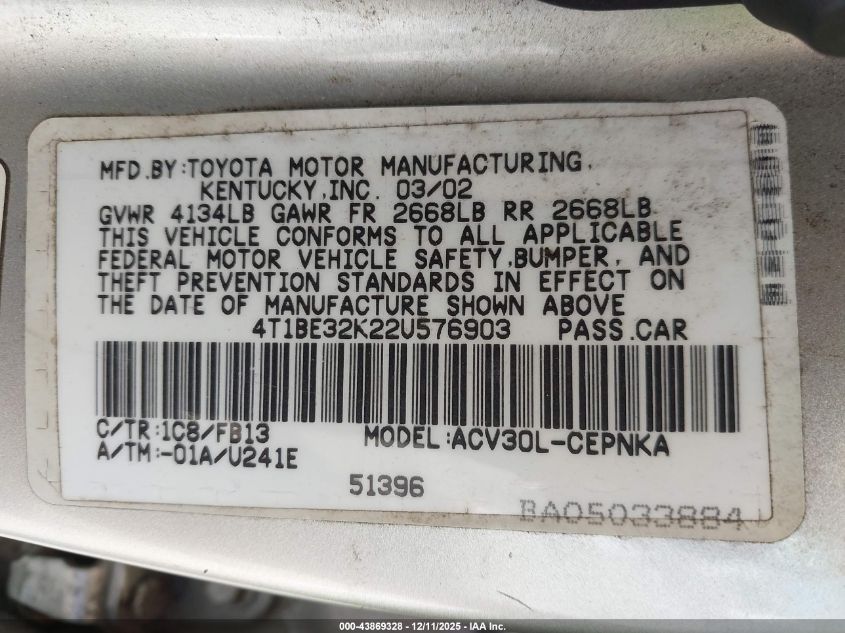 MFD.BY:TOYOTA MOTOR MANUFACTURING,
KENTUCKY,INC. 03/02
GVWR 4134LB GAWR FR 2668LB RR 2668LB
THIS VEHICLE CONFORMS TO ALL APPLICABLE
FEDERAL MOTOR VEHICLE SAFETY,BUMPER, AND
THEFT PREVENTION STANDARDS IN EFFECT ON
THE DATE OF MANUFACTURE SHOWN ABOVE
4T1BE32K22U576903 PASS.CAR
C/TR:1C8/FB13 MODEL:ACV30L-CEPNKA
A/TM:-01A/U241E
51396
BA05033884
000-43869328 - 12/11/2025 - IAA Inc.